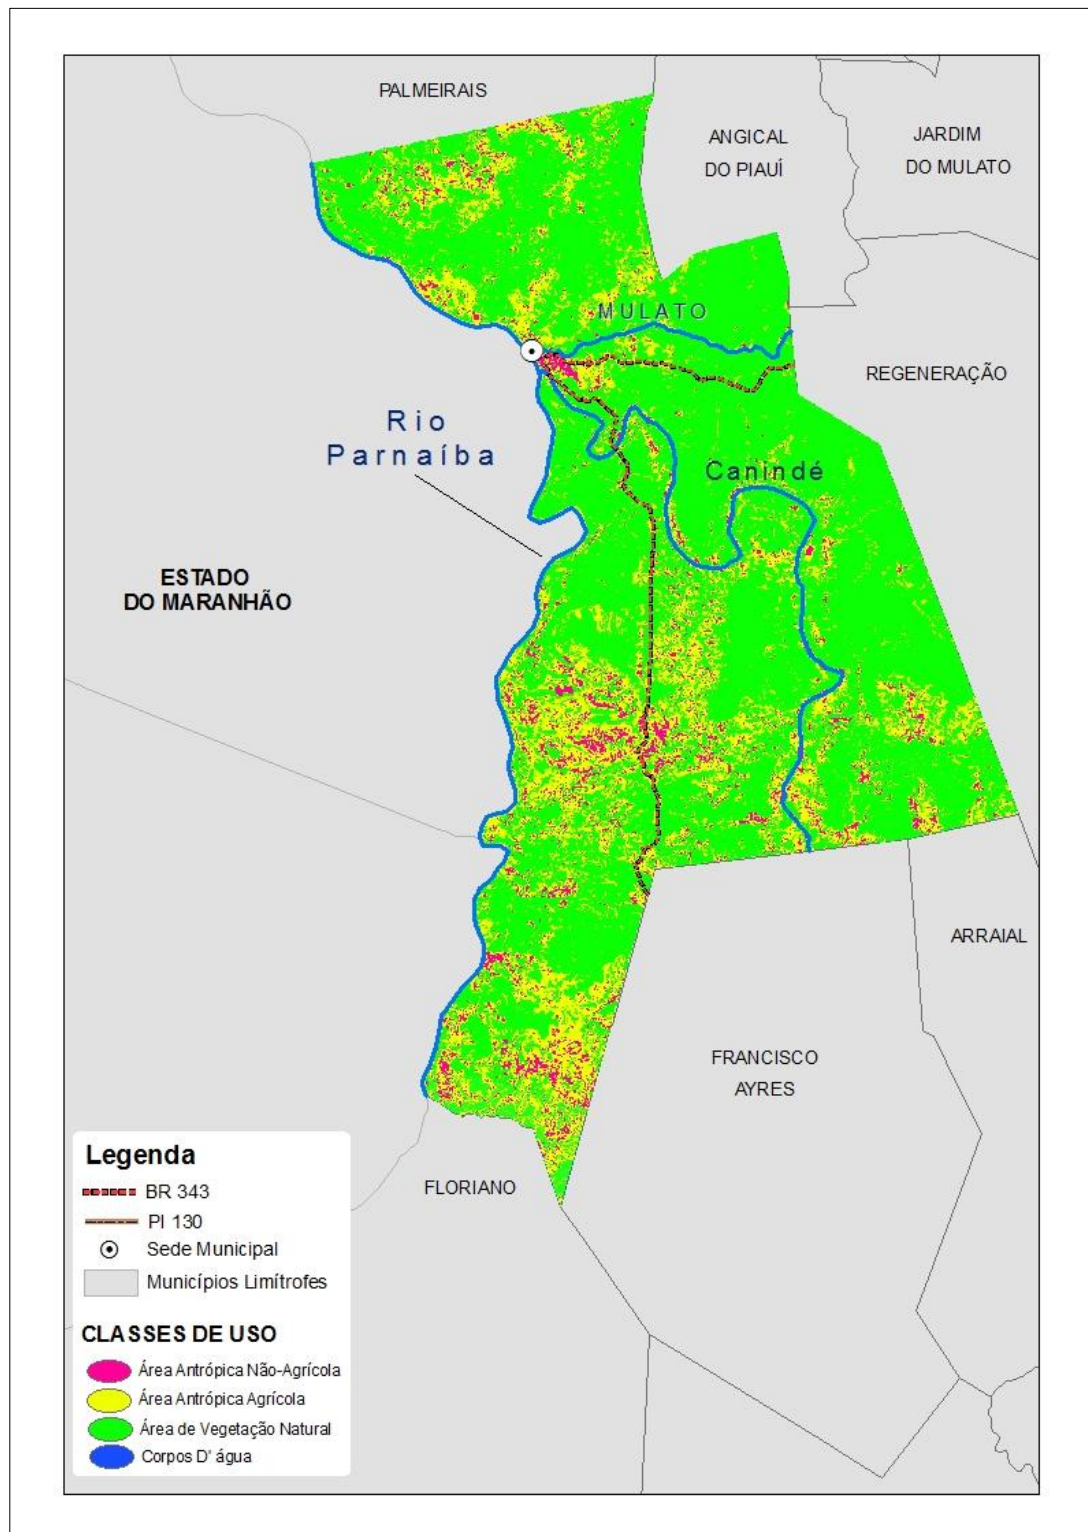 PALMEIRAIS
ANGICAL
DO PIAUÍ
JARDIM
DO MULATO
MULATO
REGENERAÇÃO
Rio
Parnaíba
Canindé
ESTADO
DO MARANHÃO
ARRAIAL
FRANCISCO
AYRES
FLORIANO
Legenda
BR 343
PI 130
Sede Municipal
Municípios Limítrofes
CLASSES DE USO
Área Antrópica Não-Agrícola
Área Antrópica Agrícola
Área de Vegetação Natural
Corpos D' água